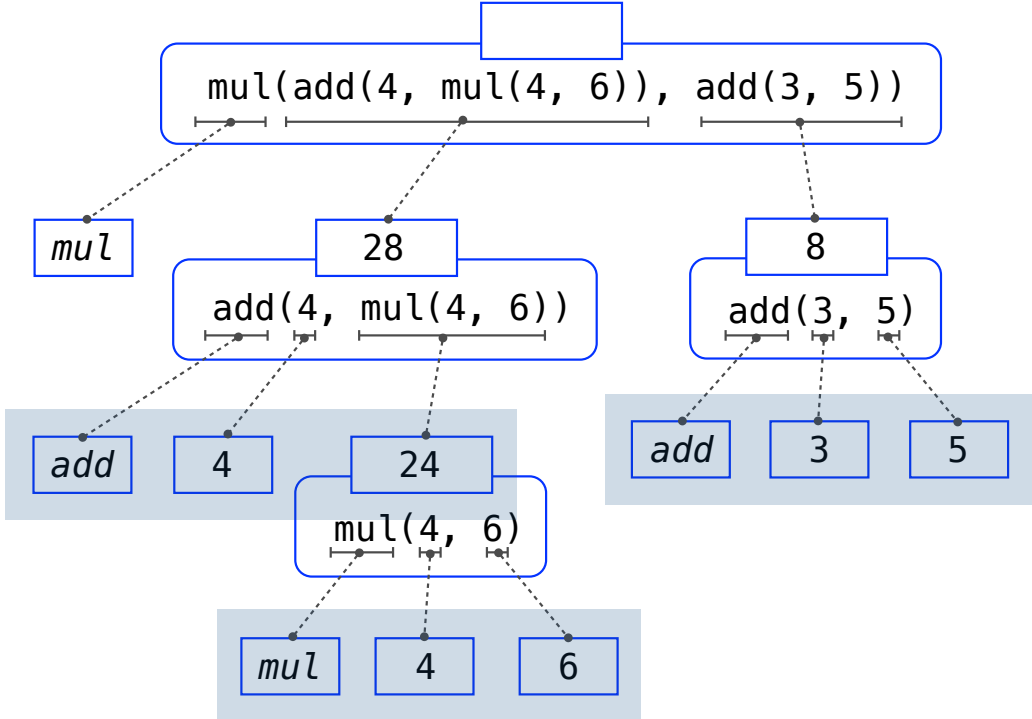 mul(add(4, mul(4, 6)), add(3, 5))
mul
28
8
add(4, mul(4, 6))
add(3, 5)
add
4
24
add
3
5
mul(4, 6)
mul
4
6